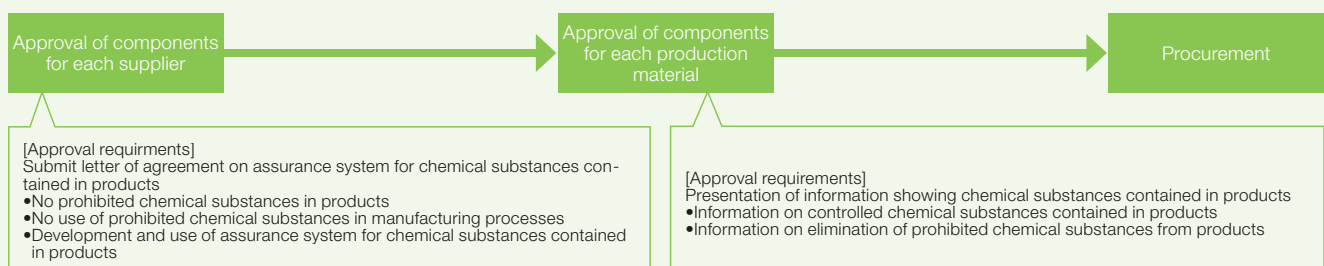 Approval of components
for each supplier
Approval of components
for each production
material
Procurement
[Approval requirments]
Submit letter of agreement on assurance system for chemical substances con-
tained in products
•No prohibited chemical substances in products
•No use of prohibited chemical substances in manufacturing processes
•Development and use of assurance system for chemical substances contained
in products
[Approval requirements]
Presentation of information showing chemical substances contained in products
•Information on controlled chemical substances contained in products
•Information on elimination of prohibited chemical substances from products